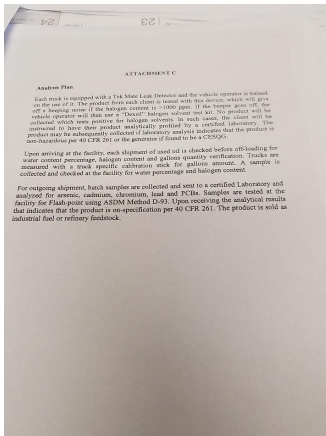 ATTACHMENT C
Analysis Plan
Each truck is equipped with a Tek Mate Leak Detector and the vehicle operator is trained
on the use of it. The product from each client is tested with this device, which will give
off a beeping noise if the halogen content is >1000 ppm. If the beeper goes off, the
vehicle operator will then use a "Dexsil" halogen solvent test kit. No product will be
collected which tests positive for halogen solvents. In such cases, the client will be
instructed to have their product analytically profiled by a certified laboratory. The
product may be subsequently collected if laboratory analysis indicates that the product is
non-hazardous per 40 CFR 261 or the generator if found to be a CESQG.
Upon arriving at the facility, each shipment of used oil is checked before off-loading for
water content percentage, halogen content and gallons quantity verification. Trucks are
measured with a truck specific calibration stick for gallons amount. A sample is
collected and checked at the facility for water percentage and halogen content.
For outgoing shipment, batch samples are collected and sent to a certified Laboratory and
analyzed for arsenic, cadmium, chromium, lead and PCBs. Samples are tested at the
facility for Flash-point using ASDM Method D-93. Upon receiving the analytical results
that indicates that the product is on-specification per 40 CFR 261. The product is sold as
industrial fuel or refinery feedstock.